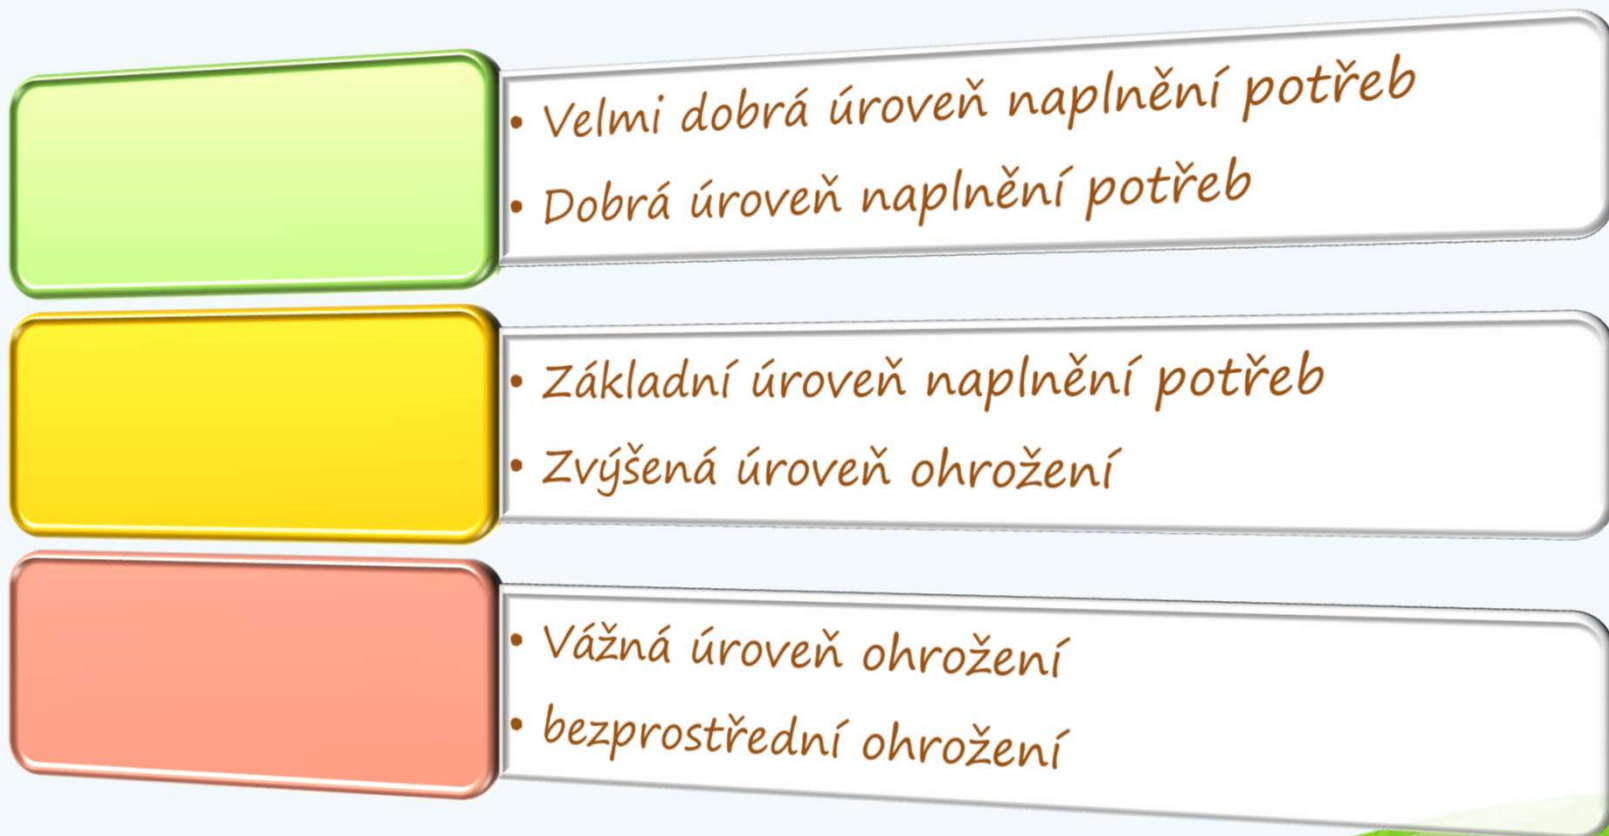 • Velmi dobrá úroveň naplnění potřeb
• Dobrá úroveň naplnění potřeb
• Základní úroveň naplnění potřeb
• Zvýšená úroveň ohrožení
• Vážná úroveň ohrožení
• bezprostřední ohrožení